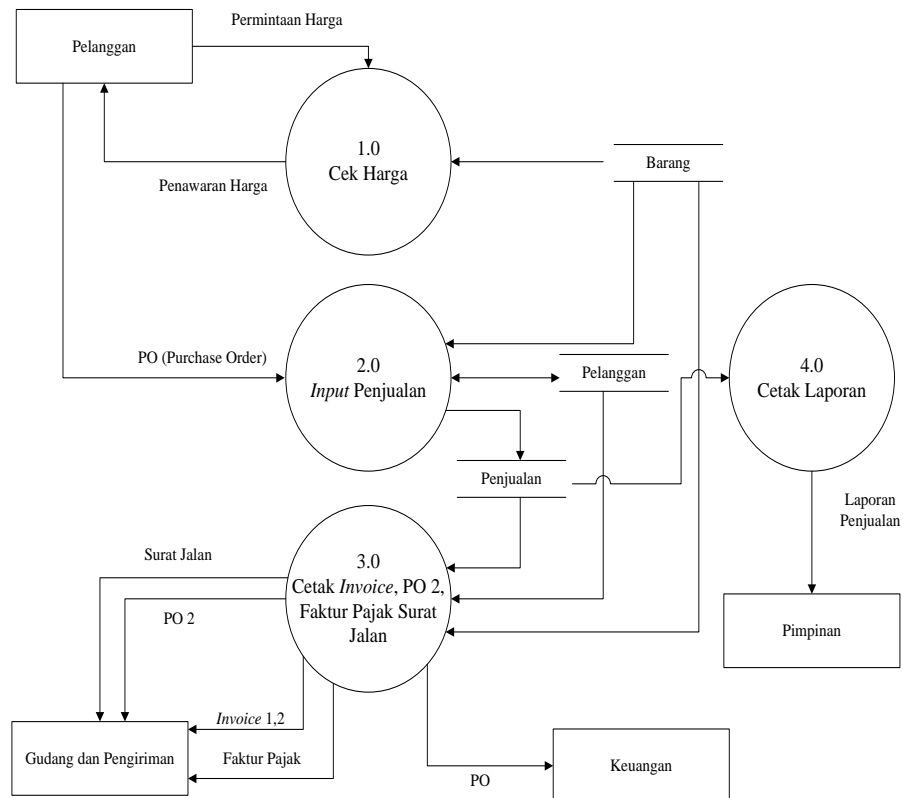 Permintaan Harga
Pelanggan
1.0
Cek Harga
Barang
Penawaran Harga
PO (Purchase Order)
2.0
Input Penjualan
Pelanggan
4.0
Cetak Laporan
Penjualan
Laporan
Penjualan
Surat Jalan
3.0
Cetak Invoice, PO 2,
Faktur Pajak Surat
Jalan
PO 2
Pimpinan
Invoice 1,2
Gudang dan Pengiriman
Faktur Pajak
PO
Keuangan